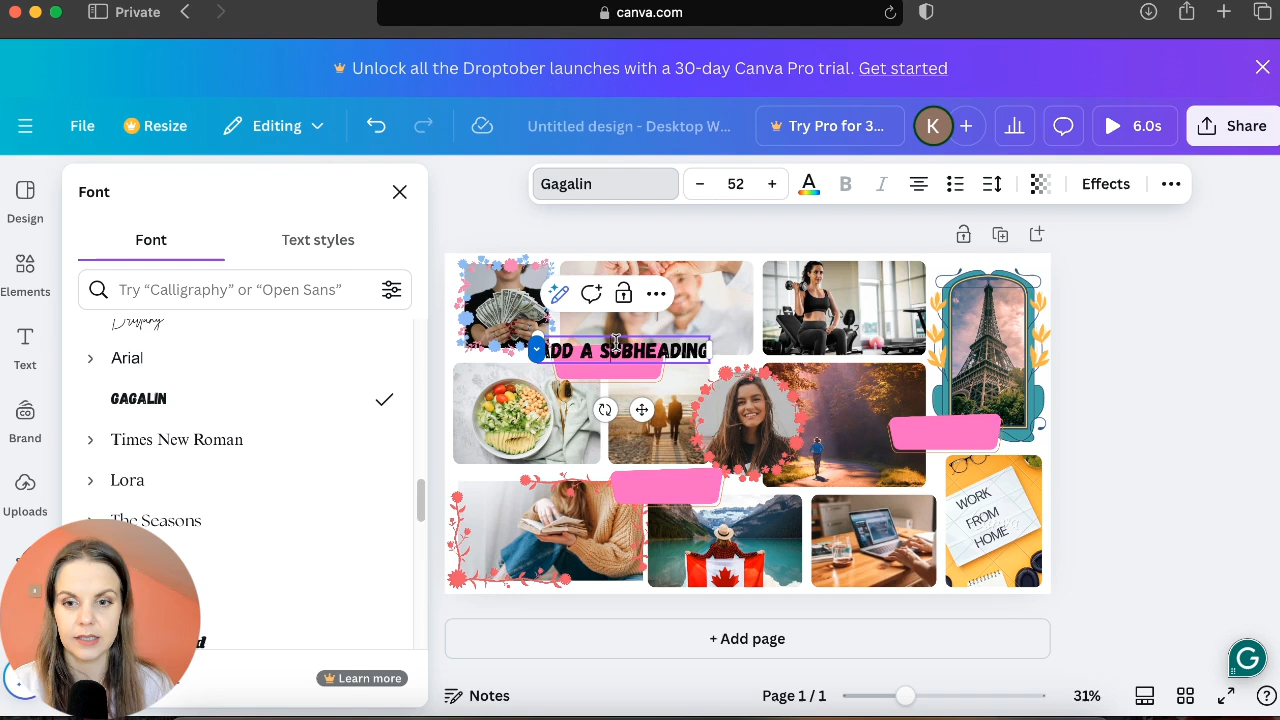 Private
canva.com
Unlock all the Droptober launches with a 30-day Canva Pro trial. Get started
File
Resize
Editing
Untitled design - Desktop W...
Try Pro for 3...
K
6.0s
Share
Font
Gagalin
52
A
B
I
Effects
Design
Elements
Text
Brand
Uploads
Font
Text styles
Try “Calligraphy” or “Open Sans”
Arial
GAGALIN
Times New Roman
Lora
The Seasons
Learn more
ADD A SUBHEADING
WORK
FROM
HOME
+ Add page
Notes
Page 1 / 1
31%